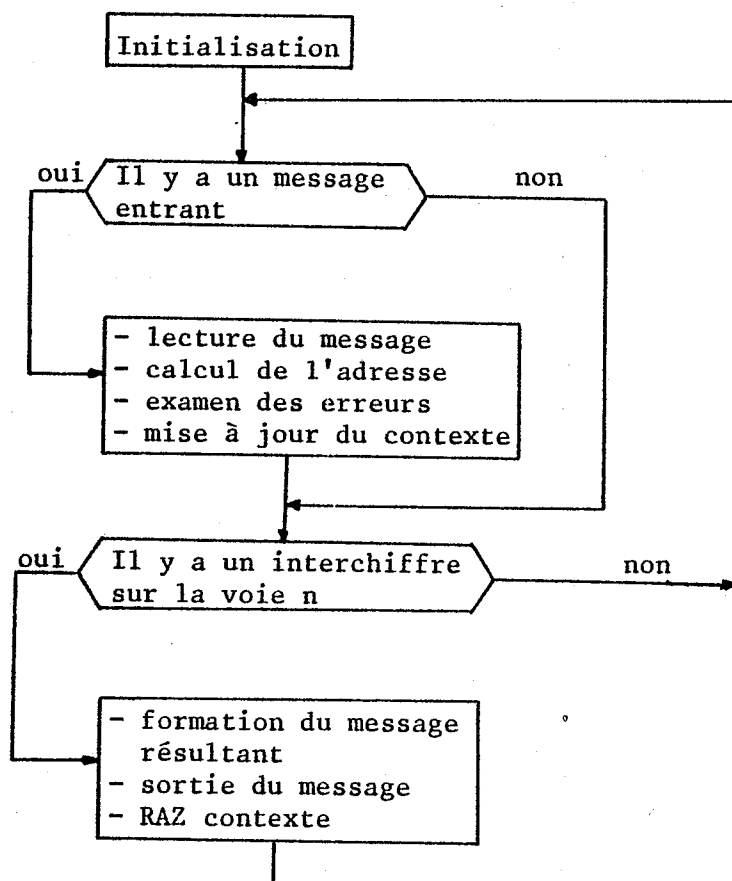 Initialisation
oui
Il y a un message
entrant
non
- lecture du message
- calcul de l'adresse
- examen des erreurs
- mise à jour du contexte
oui
Il y a un interchiffre
sur la voie n
non
- formation du message
résultant
- sortie du message
- RAZ contexte